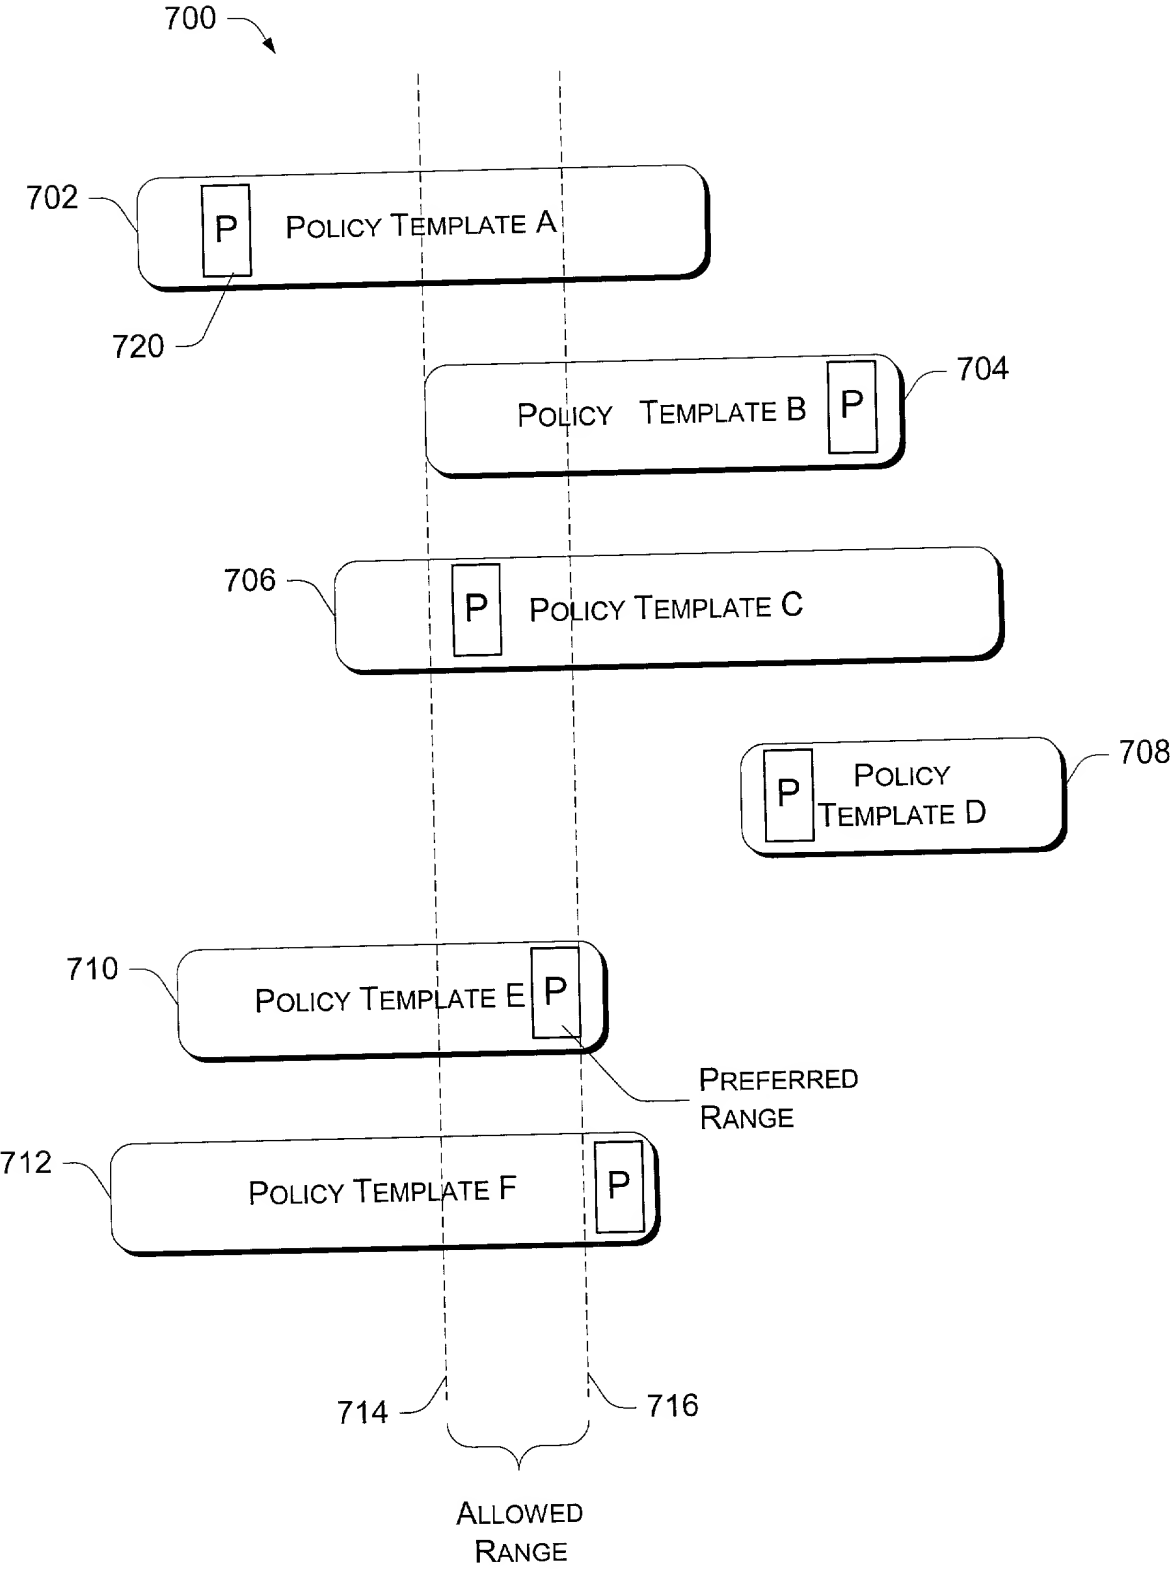 700
702
P POLICY TEMPLATE A
720
POLICY TEMPLATE B P
704
706
P POLICY TEMPLATE C
708
P POLICY
TEMPLATE D
710
POLICY TEMPLATE E P
PREFERRED
RANGE
712
POLICY TEMPLATE F P
714
716
ALLOWED
RANGE